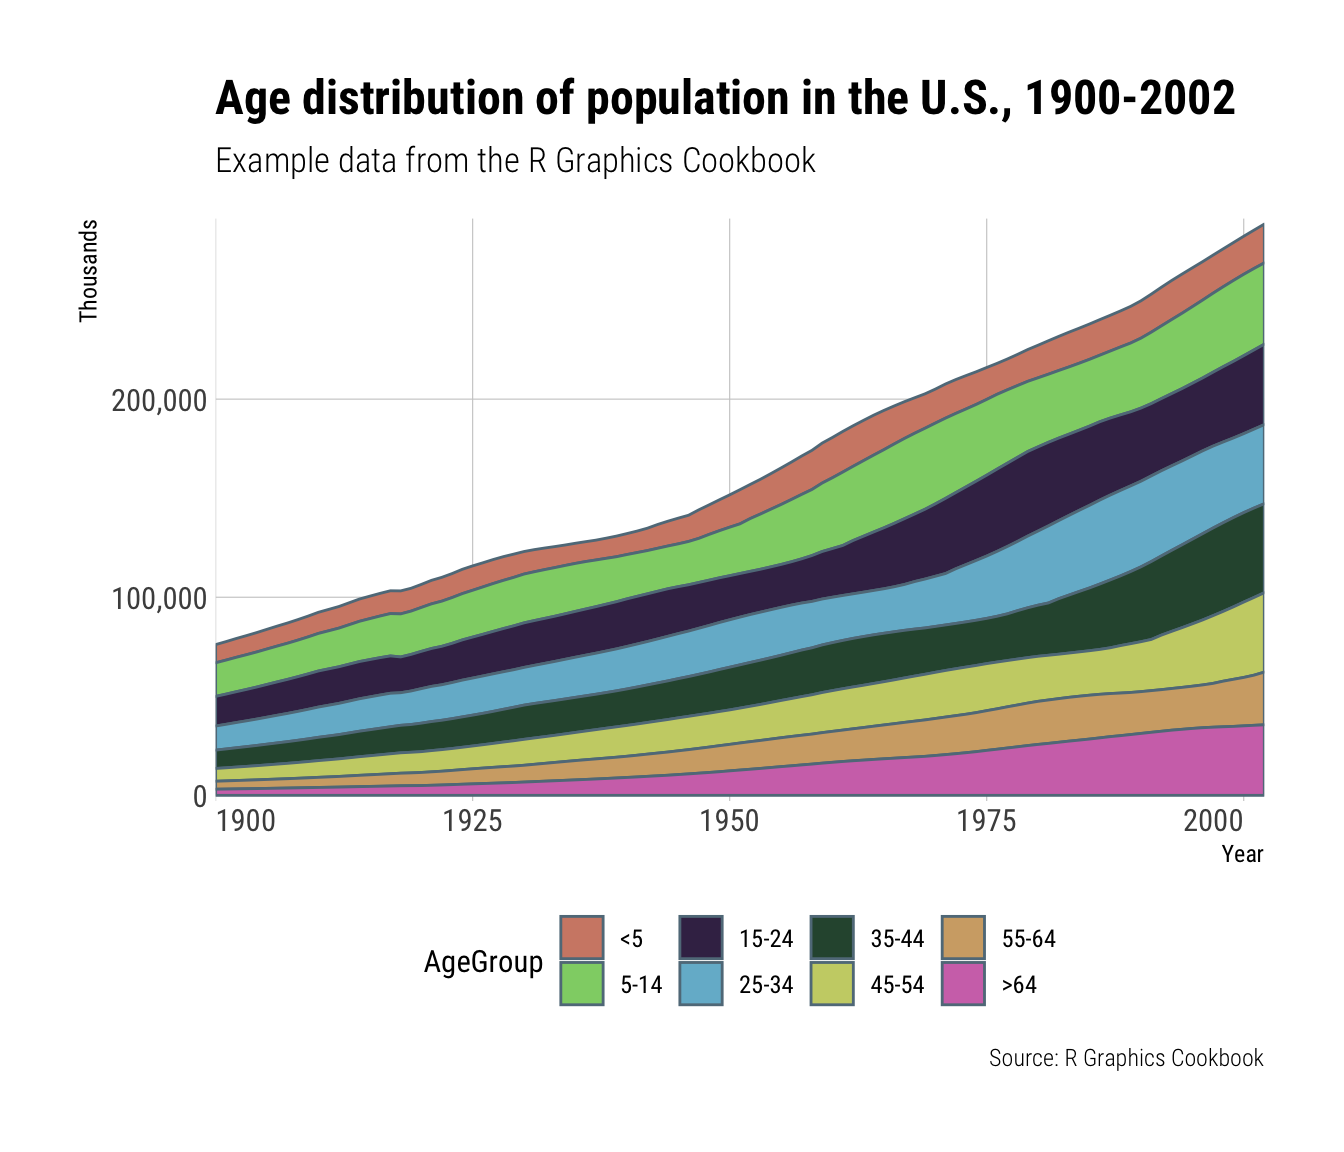 Age distribution of population in the U.S., 1900-2002
Example data from the R Graphics Cookbook
Thousands
200,000
100,000
0
1900 1925 1950 1975 2000
Year
AgeGroup
<5 15-24 35-44 55-64
5-14 25-34 45-54 >64
Source: R Graphics Cookbook